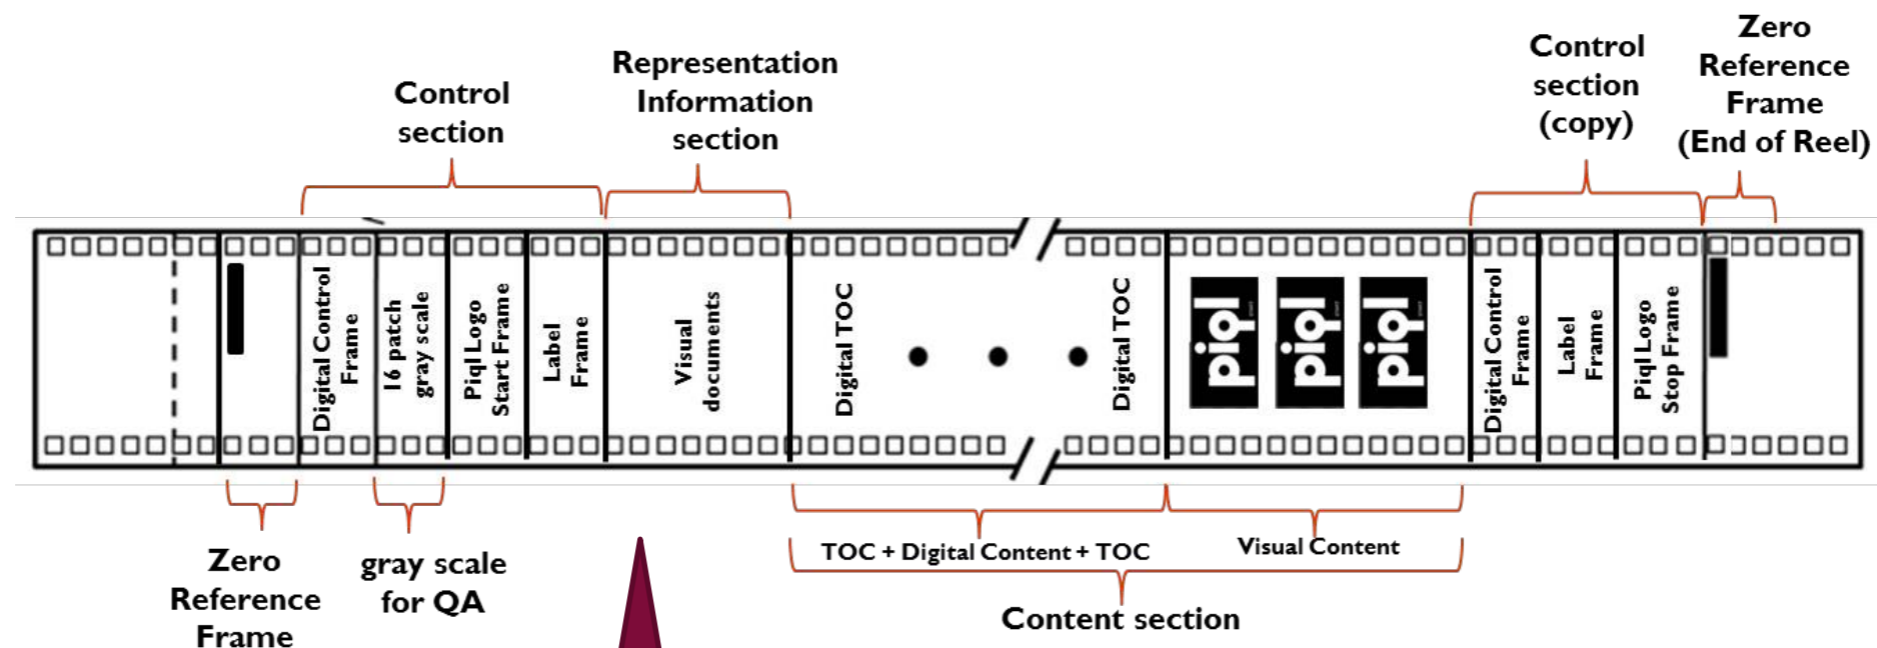 Control
section
Representation
Information
section
Control
section
(copy)
Zero
Reference
Frame
(End of Reel)
Digital Control
Frame
16 patch
gray scale
Piql Logo
Start Frame
Label
Frame
Visual
documents
Digital TOC
Digital TOC
piql
piql
piql
Digital Control
Frame
Label
Frame
Piql Logo
Stop Frame
Zero
Reference
Frame
gray scale
for QA
TOC + Digital Content + TOC
Visual Content
Content section